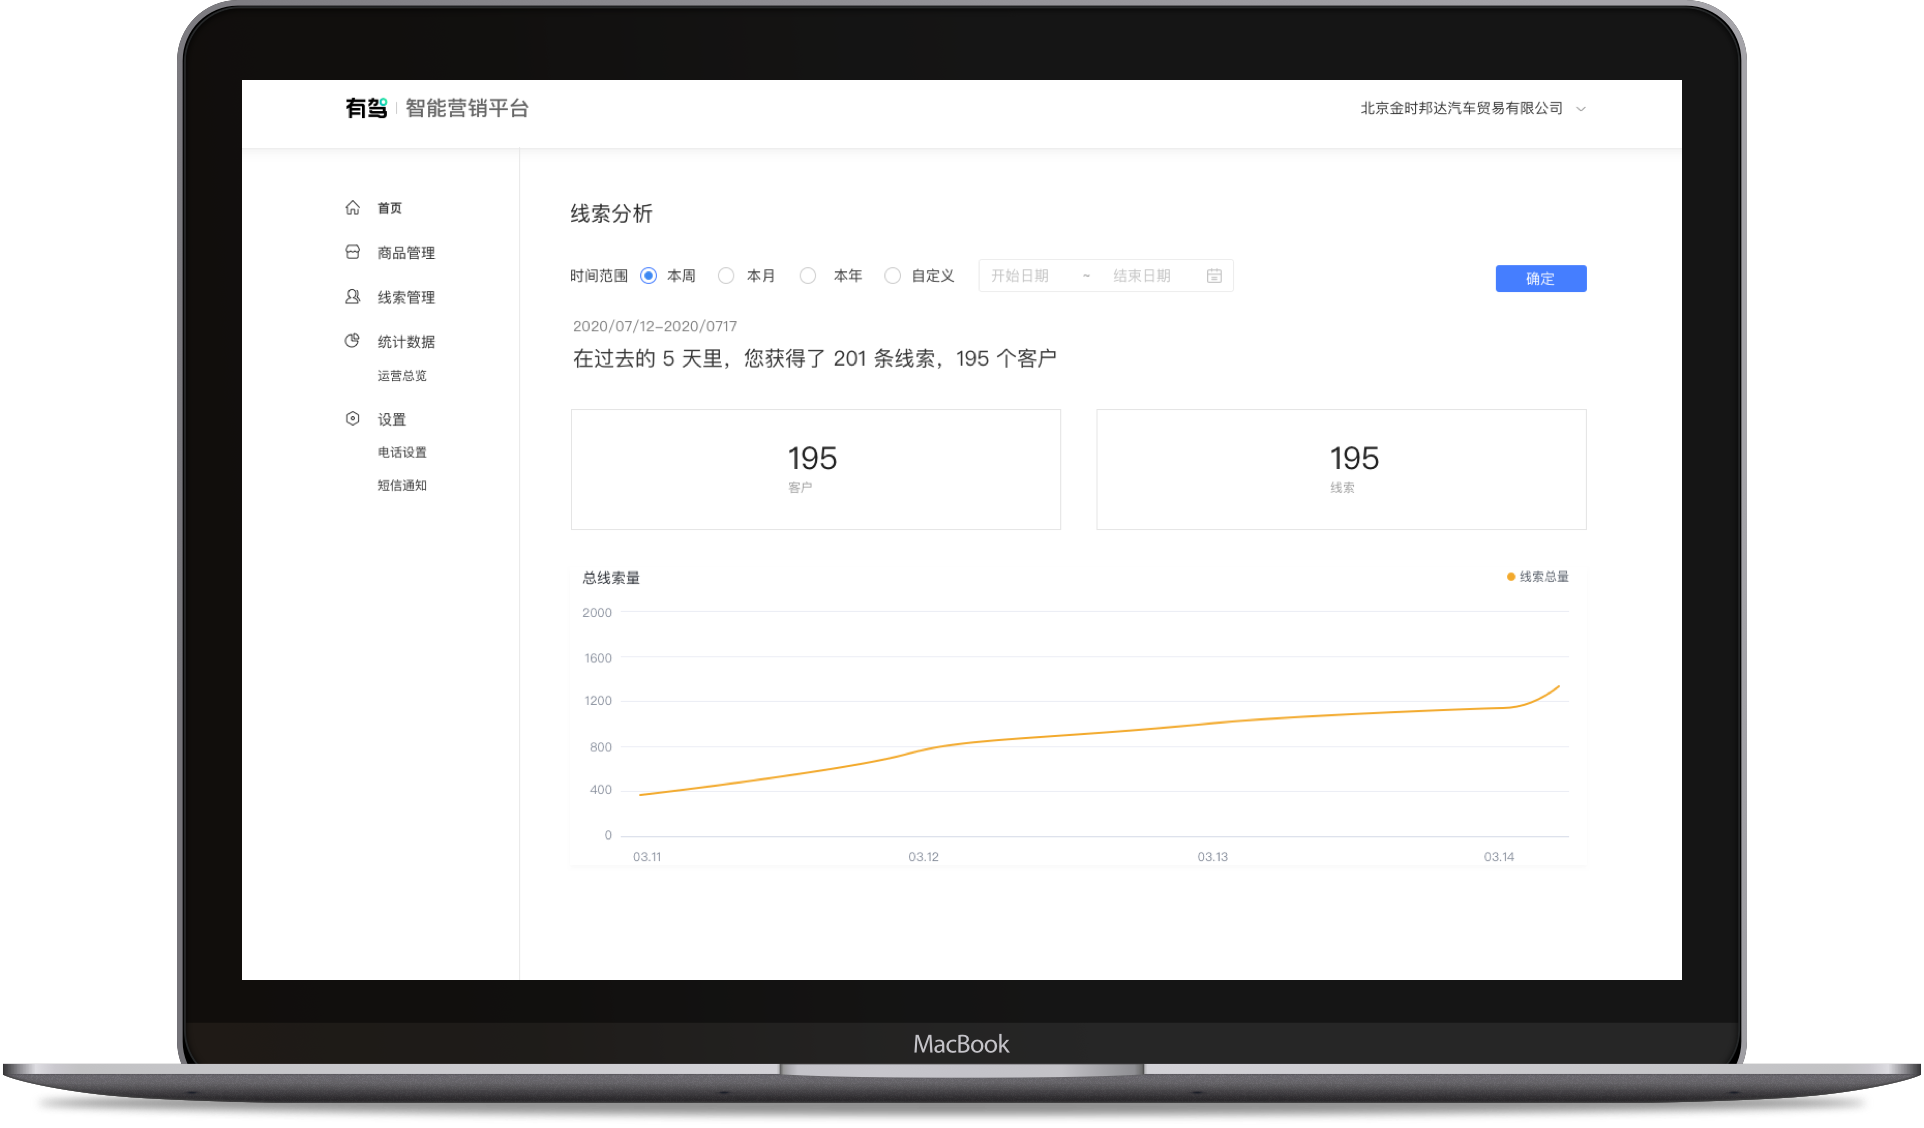 有驾 智能营销平台
北京金时邦达汽车贸易有限公司
首页
商品管理
线索管理
统计数据
运营总览
设置
电话设置
短信通知
线索分析
时间范围 本周 本月 本年 自定义 开始日期 ~ 结束日期 确定
2020/07/12-2020/0717
在过去的 5 天里，您获得了 201 条线索，195 个客户
195
客户
195
线索
总线索量
线索总量
2000
1600
1200
800
400
0
03.11 03.12 03.13 03.14
MacBook